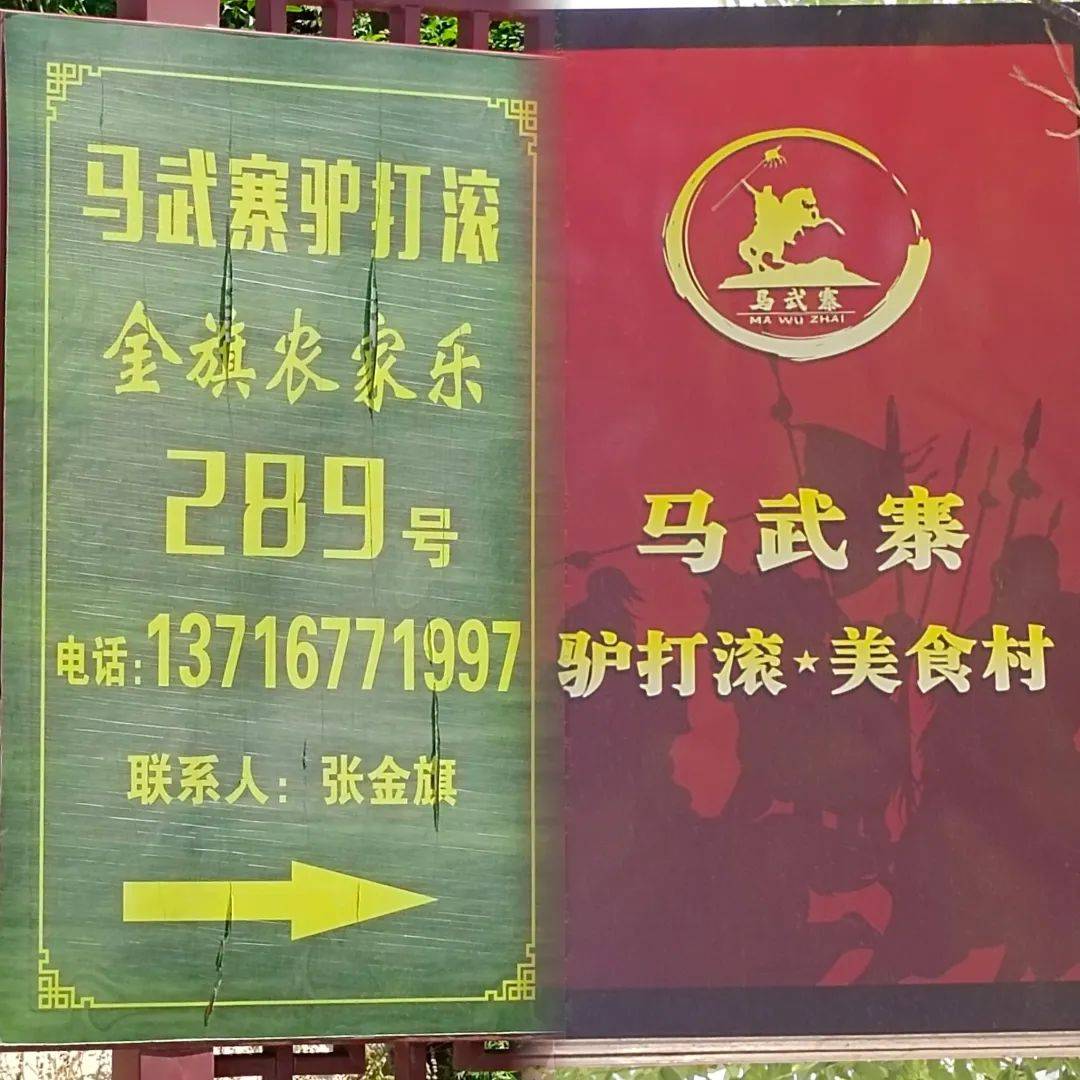 马武寨驴打滚
金旗农家乐
289号
电话:13716771997
联系人：张金旗
马武寨
MA WU ZHAI
马武寨
驴打滚★美食村